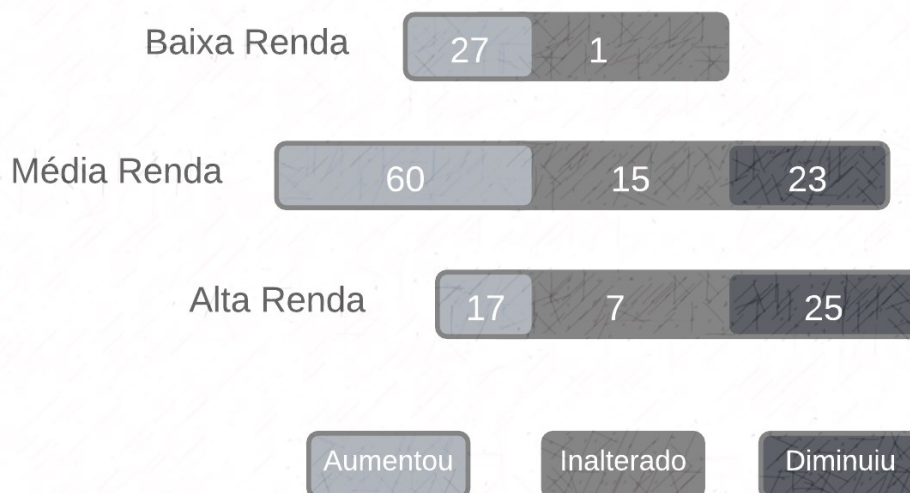 Baixa Renda 27 1
Média Renda 60 15 23
Alta Renda 17 7 25
Aumentou Inalterado Diminuiu